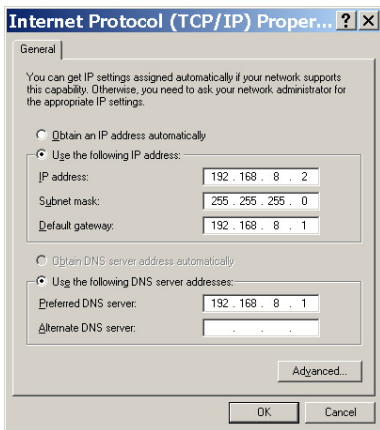 Internet Protocol (TCP/IP) Proper... ? ×
General
You can get IP settings assigned automatically if your network supports
this capability. Otherwise, you need to ask your network administrator for
the appropriate IP settings.
Obtain an IP address automatically
Use the following IP address:
IP address: 192 . 168 . 8 . 2
Subnet mask: 255 . 255 . 255 . 0
Default gateway: 192 . 168 . 8 . 1
Obtain DNS server address automatically
Use the following DNS server addresses:
Preferred DNS server: 192 . 168 . 8 . 1
Alternate DNS server: . . .
Advanced...
OK Cancel